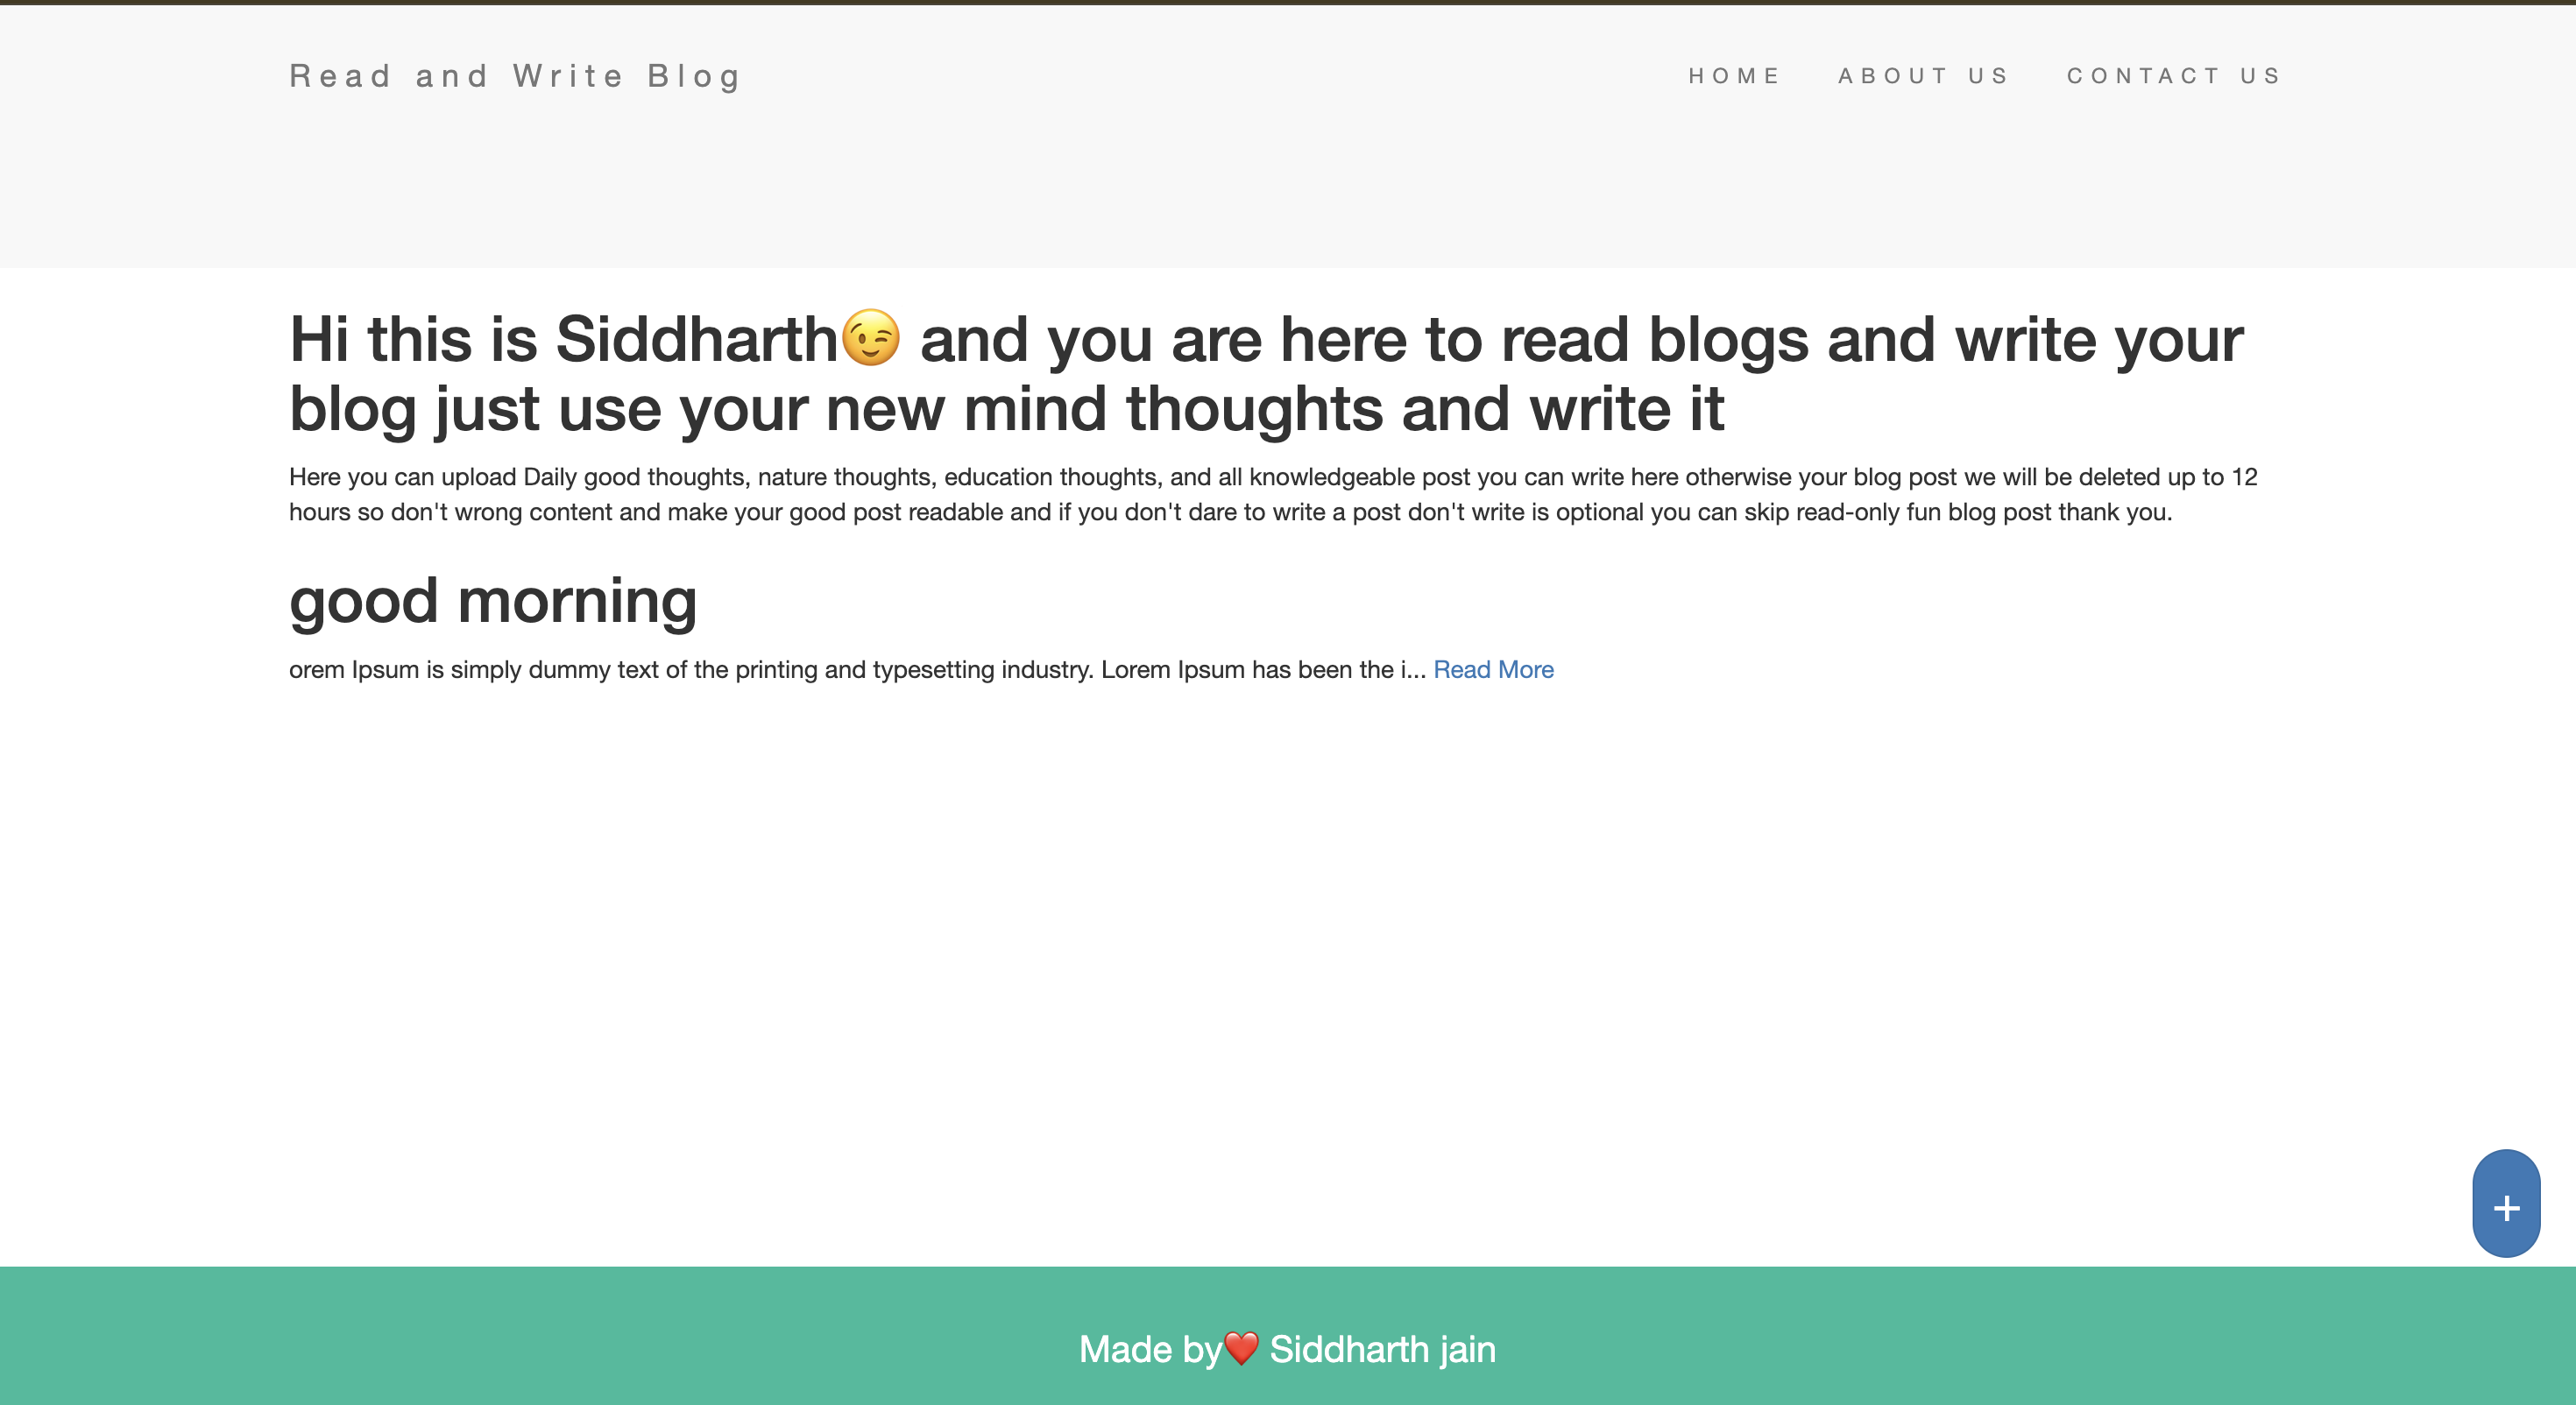 Read and Write Blog
HOME ABOUT US CONTACT US
Hi this is Siddharth😉 and you are here to read blogs and write your
blog just use your new mind thoughts and write it
Here you can upload Daily good thoughts, nature thoughts, education thoughts, and all knowledgeable post you can write here otherwise your blog post we will be deleted up to 12
hours so don't wrong content and make your good post readable and if you don't dare to write a post don't write is optional you can skip read-only fun blog post thank you.
good morning
orem Ipsum is simply dummy text of the printing and typesetting industry. Lorem Ipsum has been the i... Read More
+
Made by❤️ Siddharth jain